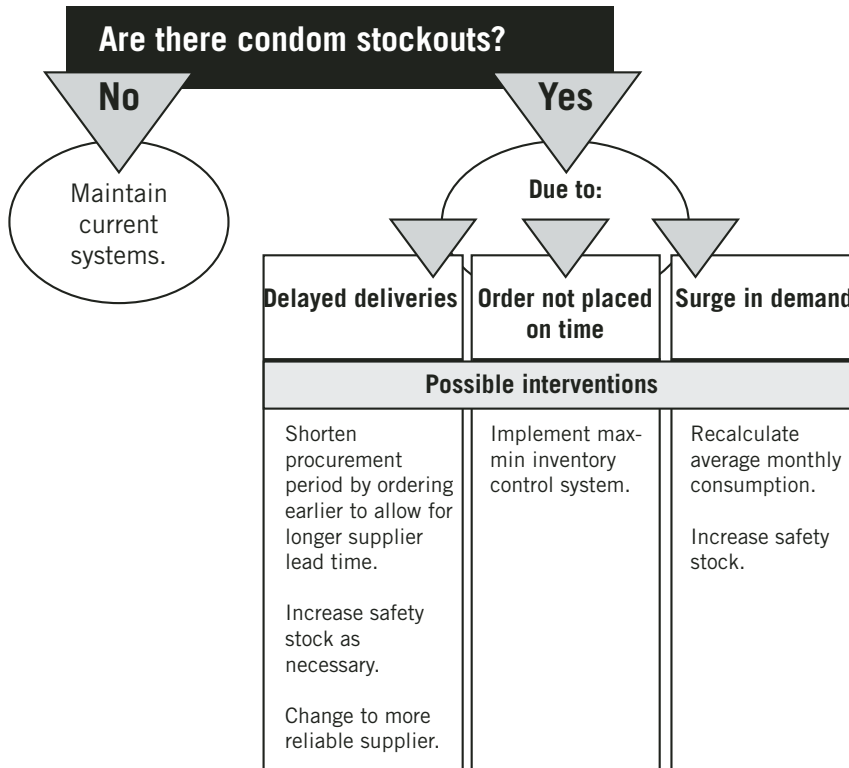 Are there condom stockouts?
No
Yes
Maintain
current
systems.
Due to:
Delayed deliveries
Order not placed
on time
Surge in demand
Possible interventions
Shorten
procurement
period by ordering
earlier to allow for
longer supplier
lead time.
Increase safety
stock as
necessary.
Change to more
reliable supplier.
Implement max-
min inventory
control system.
Recalculate
average monthly
consumption.
Increase safety
stock.